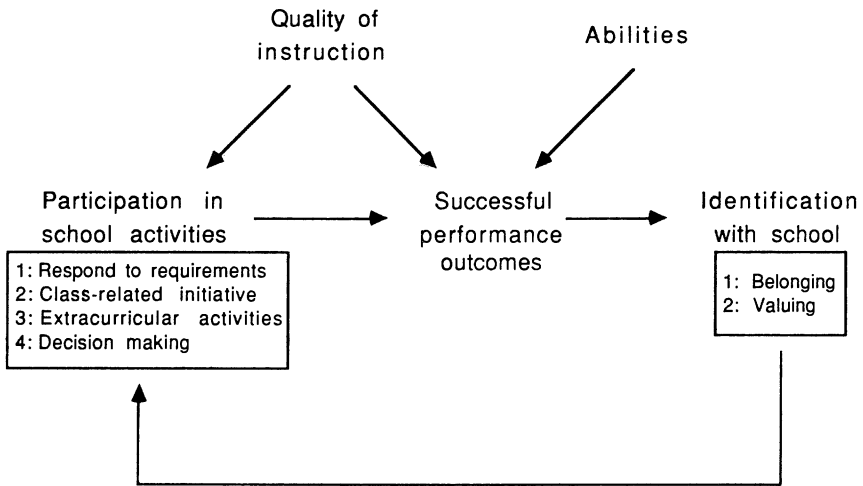 Quality of
instruction
Abilities
Participation in
school activities
1: Respond to requirements
2: Class-related initiative
3: Extracurricular activities
4: Decision making
Successful
performance
outcomes
Identification
with school
1: Belonging
2: Valuing